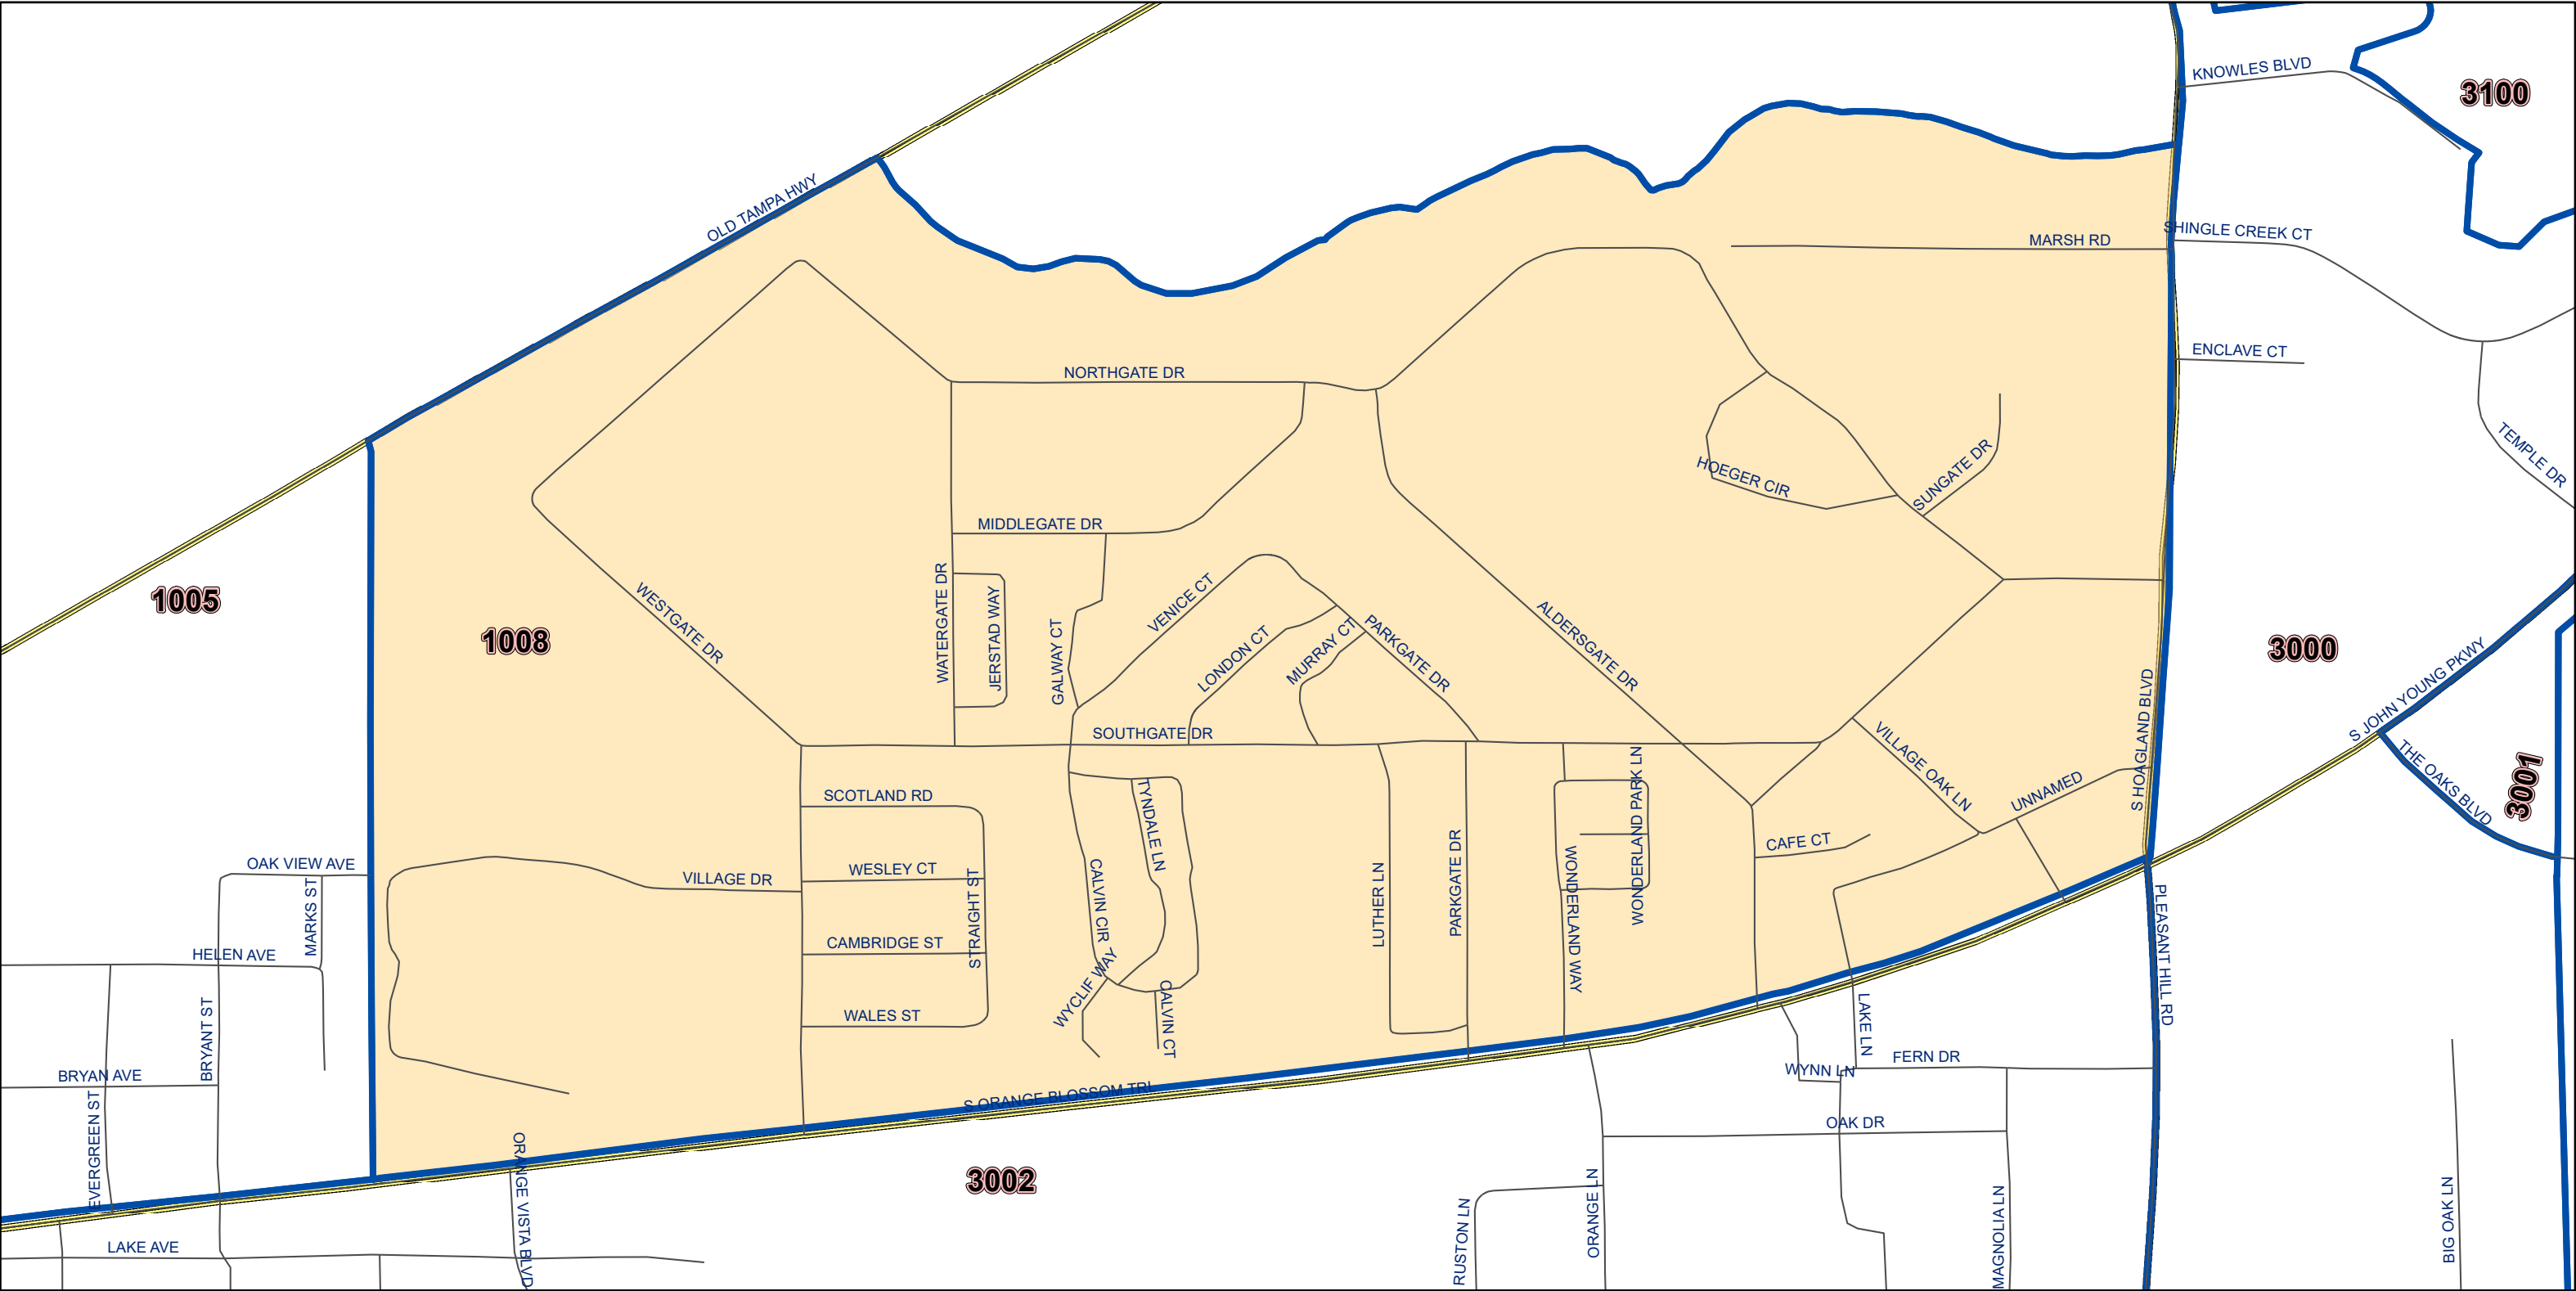 KNOWLES BLVD
3100
OLD TAMPA HWY
SHINGLE CREEK CT
MARSH RD
ENCLAVE CT
NORTHGATE DR
TEMPLE DR
HOEGER CIR
SUNGATE DR
MIDDLEGATE DR
1005
1008
WESTGATE DR
WATERGATE DR
JERSTAD WAY
GALWAY CT
VENICE CT
LONDON CT
MURRAY CT
PARKGATE DR
ALDERSGATE DR
3000
S JOHN YOUNG PKWY
S HOAGLAND BLVD
SOUTHGATE DR
VILLAGE OAK LN
UNNAMED
THE OAKS BLVD
3001
SCOTLAND RD
TYNDALE LN
WONDERLAND PARK LN
CAFE CT
OAK VIEW AVE
MARKS ST
VILLAGE DR
WESLEY CT
STRAIGHT ST
CALVIN CIR
LUTHER LN
PARKGATE DR
WONDERLAND WAY
PLEASANT HILL RD
HELEN AVE
CAMBRIDGE ST
WYCLIF WAY
CALVIN CT
BRYANT ST
WALES ST
LAKE LN
FERN DR
WYNN LN
BRYAN AVE
EVERGREEN ST
S ORANGE BLOSSOM TRL
OAK DR
ORANGE VISTA BLVD
3002
RUSTON LN
ORANGE LN
MAGNOLIA LN
BIG OAK LN
LAKE AVE